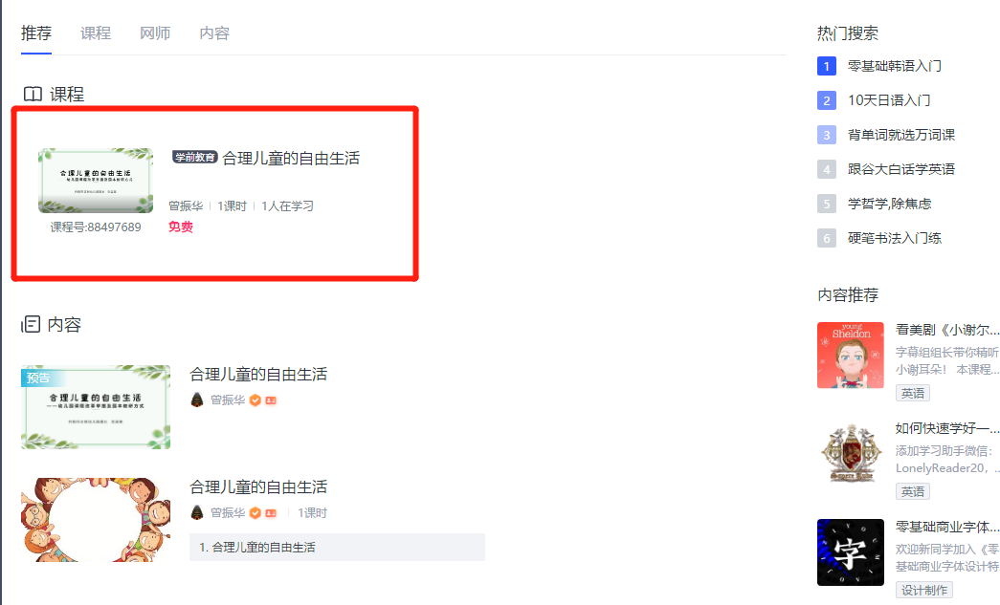 推荐
课程
网师
内容
课程
合理儿童的自由生活
学前教育 合理儿童的自由生活
曾振华 1课时 1人在学习
课程号:88497689
免费
内容
预告
合理儿童的自由生活
合理儿童的自由生活
曾振华
合理儿童的自由生活
曾振华 1课时
1. 合理儿童的自由生活
热门搜索
1 零基础韩语入门
2 10天日语入门
3 背单词就选万词课
4 跟谷大白话学英语
5 学哲学,除焦虑
6 硬笔书法入门练
内容推荐
young
Sheldon
看美剧《小谢尔...
字幕组组长带你精听
小谢耳朵! 本课程...
英语
如何快速学好一...
添加学习助手微信:
LonelyReader20, ..
英语
字
零基础商业字体...
欢迎新同学加入《零
基础商业字体设计特
设计制作